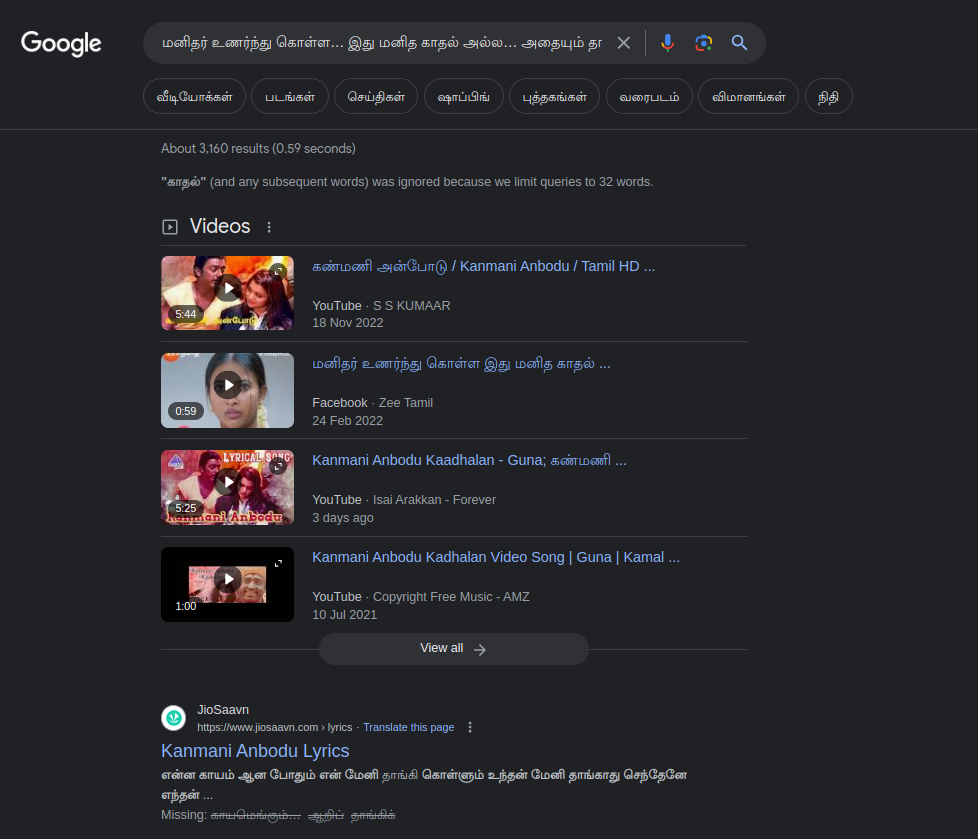 Google
மனிதர் உணர்ந்து கொள்ள... இது மனித காதல் அல்ல... அதையும் தா
வீடியோக்கள் படங்கள் செய்திகள் ஷாப்பிங் புத்தகங்கள் வரைபடம் விமானங்கள் நிதி
About 3,160 results (0.59 seconds)
"காதல்" (and any subsequent words) was ignored because we limit queries to 32 words.
Videos
கண்மணி அன்போடு / Kanmani Anbodu / Tamil HD ...
5:44
YouTube · S S KUMAAR
18 Nov 2022
மனிதர் உணர்ந்து கொள்ள இது மனித காதல் ...
0:59
Facebook · Zee Tamil
24 Feb 2022
LYRICAL SONG
Kanmani Anbodu Kaadhalan - Guna; கண்மணி ...
5:25
Kanmani Anbodu
YouTube · Isai Arakkan - Forever
3 days ago
Kanmani Anbodu Kadhalan Video Song | Guna | Kamal ...
1:00
YouTube · Copyright Free Music - AMZ
10 Jul 2021
View all
JioSaavn
https://www.jiosaavn.com › lyrics · Translate this page
Kanmani Anbodu Lyrics
என்ன காயம் ஆன போதும் என் மேனி தாங்கி கொள்ளும் உந்தன் மேனி தாங்காது செந்தேனே
எந்தன் ...
Missing: காயமெங்கும்... ஆறிப் தாங்கிக்